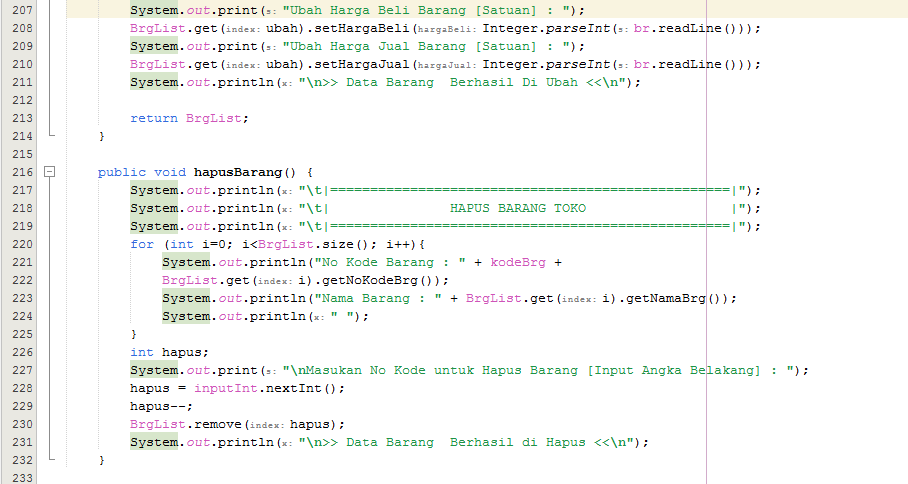 207 System.out.print(s: "Ubah Harga Beli Barang [Satuan] : ");
208 BrgList.get(index: ubah).setHargaBeli(hargaBeli: Integer.parseInt(s: br.readLine()));
209 System.out.print(s: "Ubah Harga Jual Barang [Satuan] : ");
210 BrgList.get(index: ubah).setHargaJual(hargaJual: Integer.parseInt(s: br.readLine()));
211 System.out.println(x: "\n>> Data Barang  Berhasil Di Ubah <<\n");
212
213 return BrgList;
214 }
215
216 public void hapusBarang() {
217 System.out.println(x: "\t|==================================================|");
218 System.out.println(x: "\t|               HAPUS BARANG TOKO                  |");
219 System.out.println(x: "\t|==================================================|");
220 for (int i=0; i<BrgList.size(); i++){
221 System.out.println("No Kode Barang : " + kodeBrg +
222 BrgList.get(index: i).getNoKodeBrg());
223 System.out.println("Nama Barang : " + BrgList.get(index: i).getNamaBrg());
224 System.out.println(x: " ");
225 }
226 int hapus;
227 System.out.print(s: "\nMasukan No Kode untuk Hapus Barang [Input Angka Belakang] : ");
228 hapus = inputInt.nextInt();
229 hapus--;
230 BrgList.remove(index: hapus);
231 System.out.println(x: "\n>> Data Barang  Berhasil di Hapus <<\n");
232 }
233